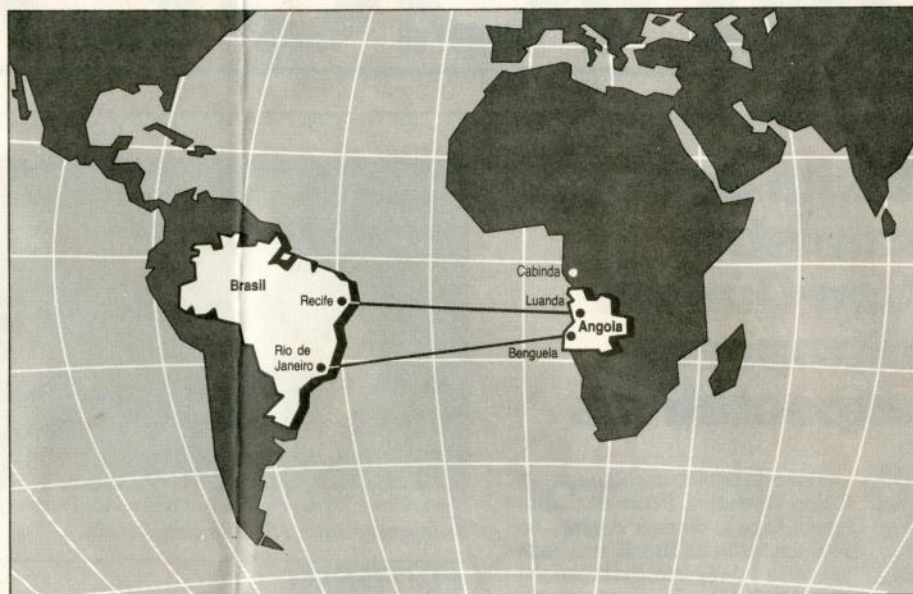 Brasil
Recife
Rio de
Janeiro
Cabinda
Luanda
Angola
Benguela